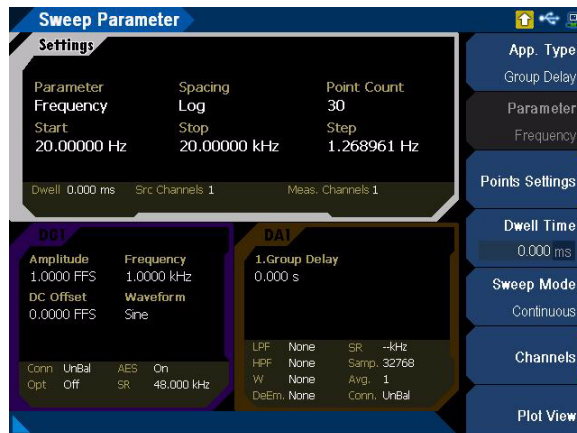 Sweep Parameter
Settings
Parameter Spacing Point Count
Frequency Log 30
Start Stop Step
20.00000 Hz 20.00000 kHz 1.268961 Hz
Dwell 0.000 ms Src Channels 1 Meas. Channels 1
DG1
Amplitude Frequency
1.0000 FFS 1.0000 kHz
DC Offset Waveform
0.0000 FFS Sine
Conn UnBal AES On
Opt Off SR 48.000 kHz
DA1
1.Group Delay
0.000 s
LPF None SR --kHz
HPF None Samp. 32768
W None Avg. 1
DeEm. None Conn. UnBal
App. Type
Group Delay
Parameter
Frequency
Points Settings
Dwell Time
0.000 ms
Sweep Mode
Continuous
Channels
Plot View